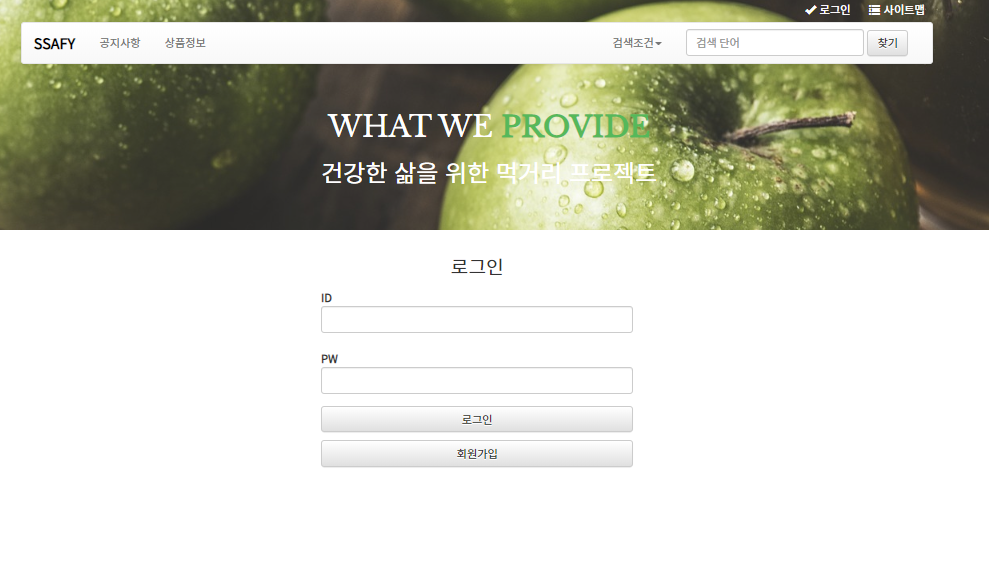 로그인 사이트맵
SSAFY 공지사항 상품정보 검색조건 검색 단어 찾기
WHAT WE PROVIDE
건강한 삶을 위한 먹거리 프로젝트
로그인
ID
PW
로그인
회원가입